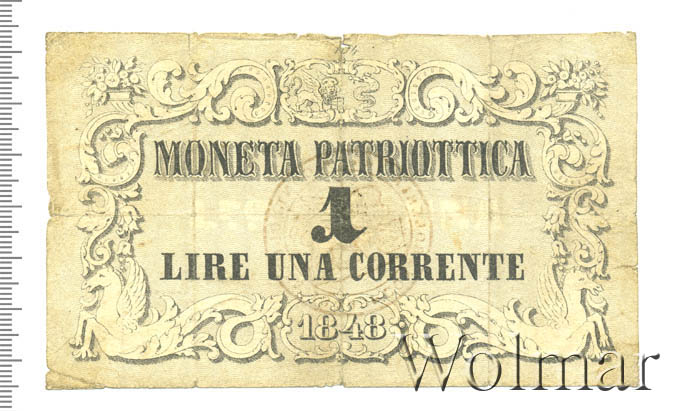 MONETA PATRIOTTICA
1
LIRE UNA CORRENTE
1848
Wolmar